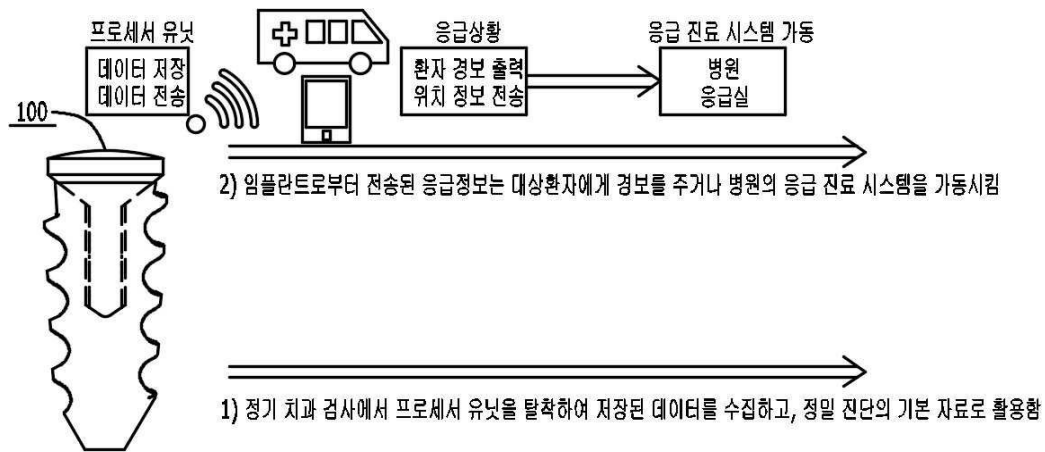 프로세서 유닛
데이터 저장
데이터 전송
응급상황
환자 경보 출력
위치 정보 전송
응급 진료 시스템 가동
병원
응급실
100
2) 임플란트로부터 전송된 응급정보는 대상환자에게 경보를 주거나 병원의 응급 진료 시스템을 가동시킴
1) 정기 치과 검사에서 프로세서 유닛을 탈착하여 저장된 데이터를 수집하고, 정밀 진단의 기본 자료로 활용함